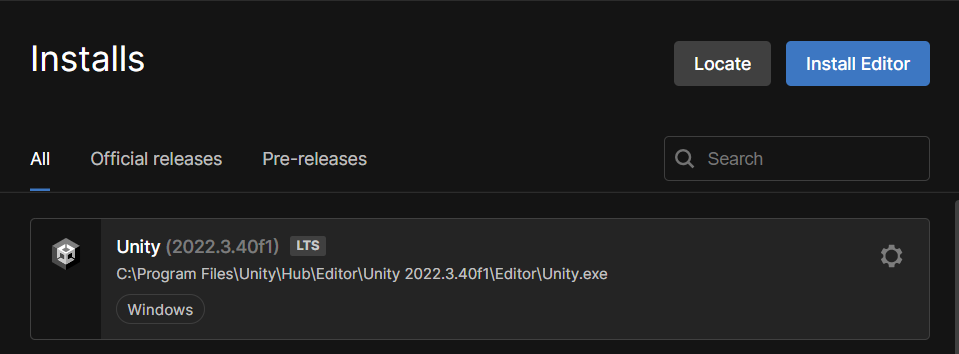 Installs
Locate
Install Editor
All
Official releases
Pre-releases
Search
Unity (2022.3.40f1) LTS
C:\Program Files\Unity\Hub\Editor\Unity 2022.3.40f1\Editor\Unity.exe
Windows